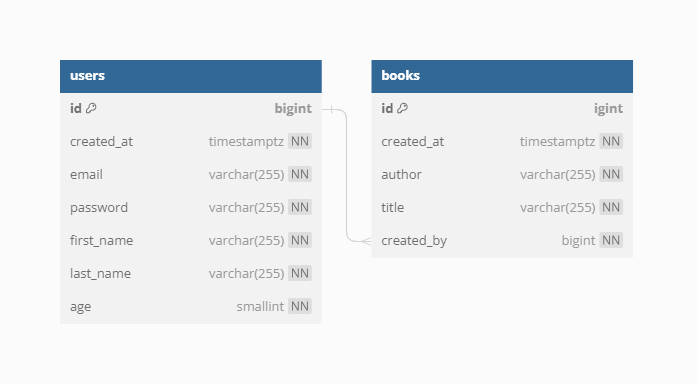 users
id bigint
created_at timestamptz NN
email varchar(255) NN
password varchar(255) NN
first_name varchar(255) NN
last_name varchar(255) NN
age smallint NN
books
id igint
created_at timestamptz NN
author varchar(255) NN
title varchar(255) NN
created_by bigint NN